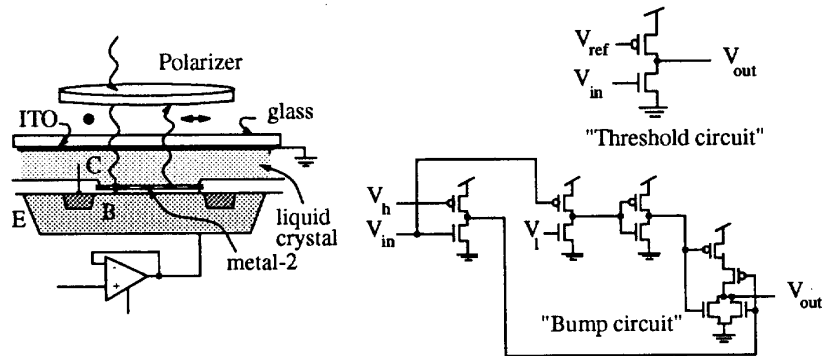 Polarizer
ITO
glass
C
E
B
liquid
crystal
metal-2
-
+
V_ref
V_in
V_out
"Threshold circuit"
V_h
V_in
V_l
V_out
"Bump circuit"